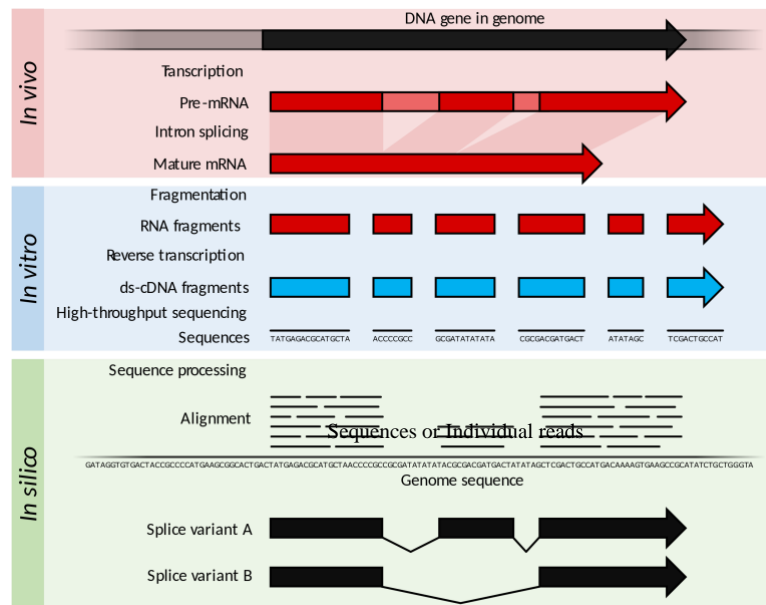 DNA gene in genome
In vivo
Transcription
Pre-mRNA
Intron splicing
Mature mRNA
In vitro
Fragmentation
RNA fragments
Reverse transcription
ds-cDNA fragments
High-throughput sequencing
Sequences TATGAGACGCATGCTA ACCCCGCC GCGATATATATA CGCGACGATGACT ATATAGC TCGACTGCCAT
In silico
Sequence processing
Alignment
Sequences or Individual reads
GATAGGTGTGACTACCGCCCCATGAAGCGGCACTGACTATGAGACGCATGCTAACCCCGCCGCGATATATATACGCGACGATGACTATATAGCTCGACTGCCATGACAAAAGTGAAGCCGCATATCTGCTGGGTA
Genome sequence
Splice variant A
Splice variant B